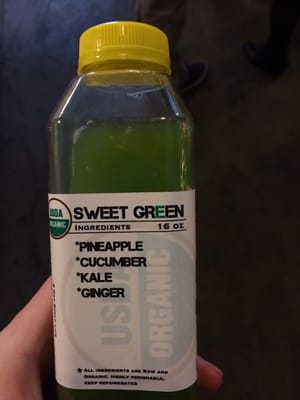 USDA
ORGANIC
SWEET GREEN
INGREDIENTS 16 OZ
*PINEAPPLE
*CUCUMBER
*KALE
*GINGER
USDA
ORGANIC
* ALL INGREDIENTS ARE RAW AND
ORGANIC, HIGHLY PERISHABLE,
KEEP REFRIGERATED